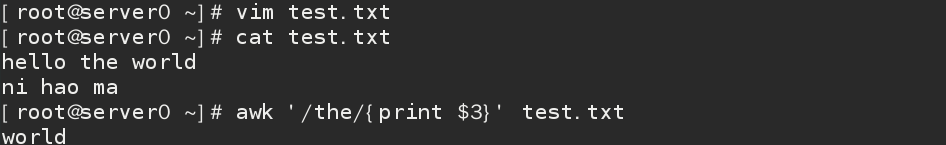 [root@server0 ~]# vim test.txt
[root@server0 ~]# cat test.txt
hello the world
ni hao ma
[root@server0 ~]# awk '/the/{print $3}' test.txt
world